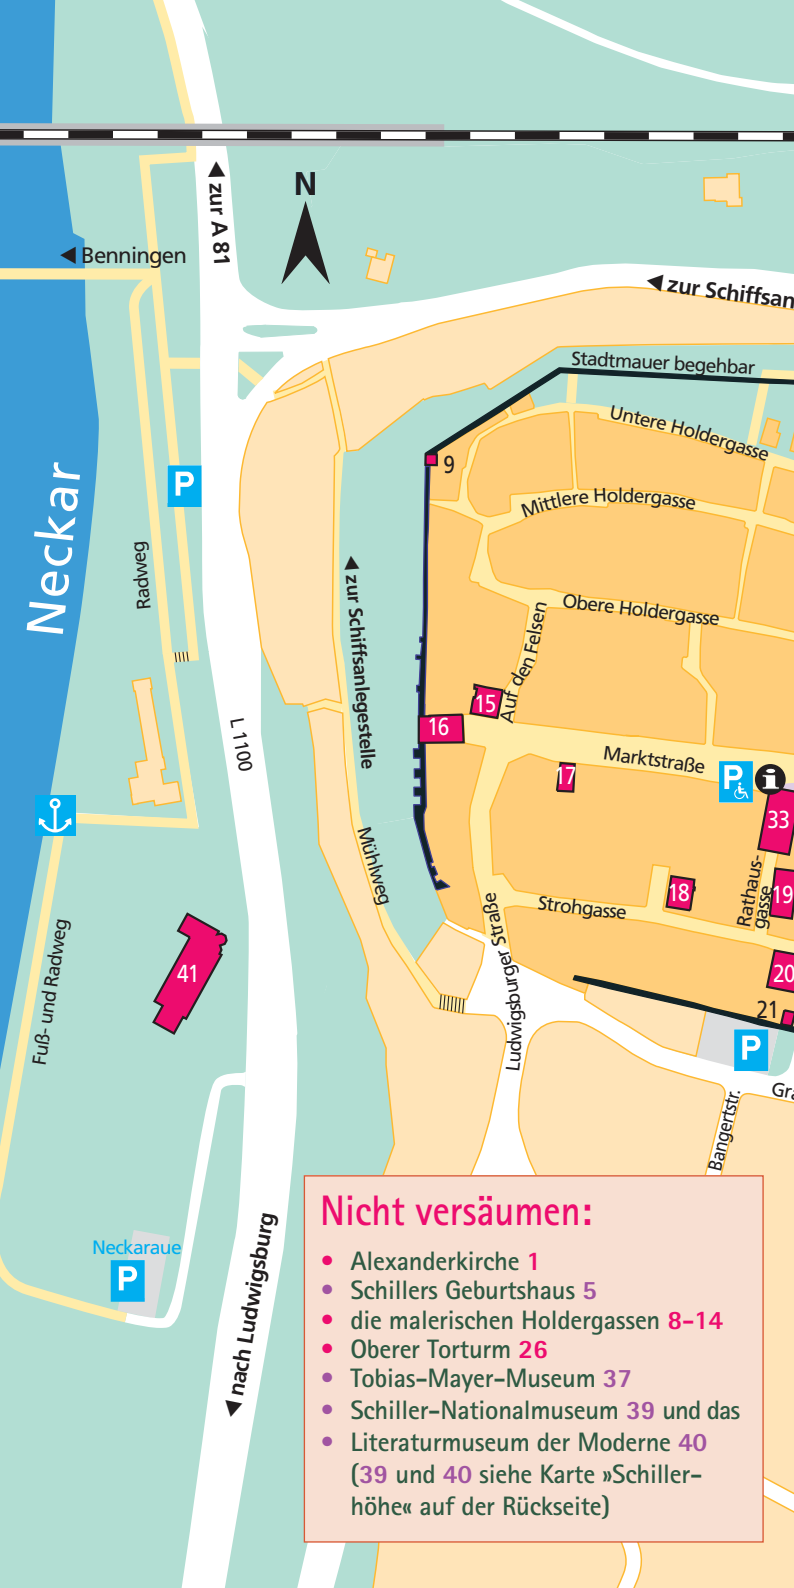 N
zur A 81
Benningen
zur Schiffsan
Stadtmauer begehbar
Untere Holdergasse
9
Mittlere Holdergasse
P
Neckar
Radweg
zur Schiffsanlegestelle
Obere Holdergasse
Auf den Felsen
15
16
L 1100
Marktstraße
17
P
i
33
Mühlweg
Rathaus-
gasse
18
19
Strohgasse
Ludwigsburger Straße
20
21
41
Fuß- und Radweg
P
Gra
Bangertstr.
Neckaraue
P
nach Ludwigsburg
Nicht versäumen:
• Alexanderkirche 1
• Schillers Geburtshaus 5
• die malerischen Holdergassen 8–14
• Oberer Torturm 26
• Tobias-Mayer-Museum 37
• Schiller-Nationalmuseum 39 und das
• Literaturmuseum der Moderne 40
(39 und 40 siehe Karte »Schiller-
höhe« auf der Rückseite)